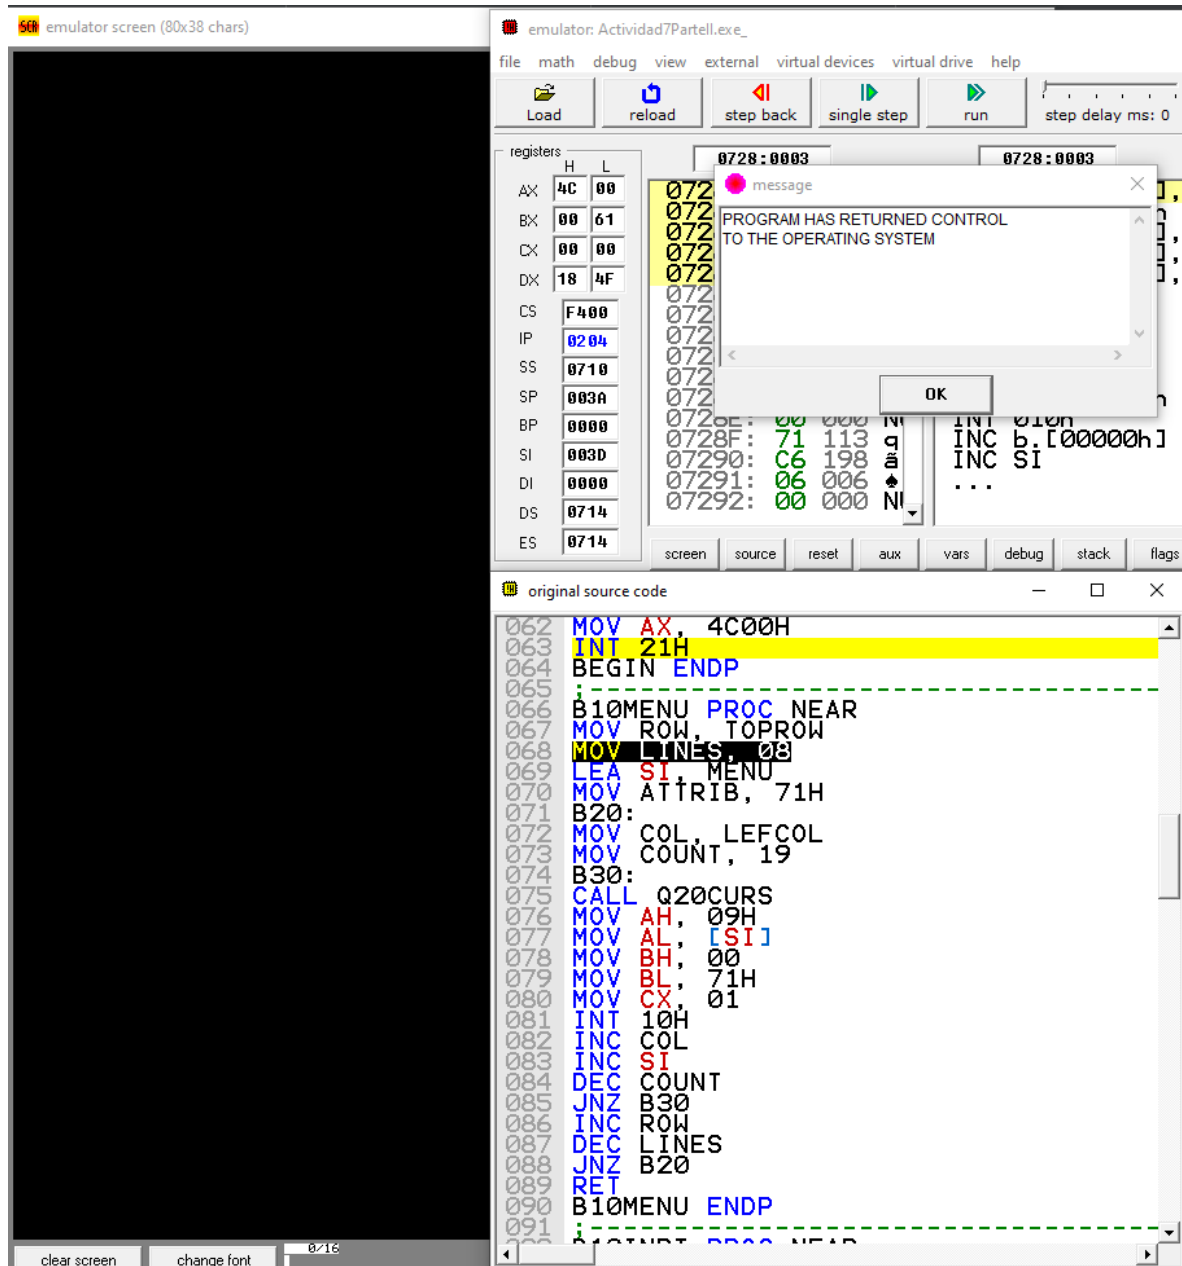 emulator screen (80x38 chars)
clear screen
change font
0/16
emulator: Actividad7Partell.exe_
file math debug view external virtual devices virtual drive help
Load
reload
step back
single step
run
step delay ms: 0
registers
H L
AX 4C 00
BX 00 61
CX 00 00
DX 18 4F
CS F400
IP 0204
SS 0710
SP 003A
BP 0000
SI 003D
DI 0000
DS 0714
ES 0714
0728:0003
0728:0003
message
PROGRAM HAS RETURNED CONTROL
TO THE OPERATING SYSTEM
OK
0728F: 71 113 q
07290: C6 198 ã
07291: 06 006 ♠
07292: 00 000
INT 010h
INC b.[00000h]
INC SI
...
screen source reset aux vars debug stack flags
original source code
062 MOV AX, 4C00H
063 INT 21H
064 BEGIN ENDP
065 ;--------------------------------
066 B10MENU PROC NEAR
067 MOV ROW, TOPROW
068 MOV LINES, 08
069 LEA SI, MENU
070 MOV ATTRIB, 71H
071 B20:
072 MOV COL, LEFCOL
073 MOV COUNT, 19
074 B30:
075 CALL Q20CURS
076 MOV AH, 09H
077 MOV AL, [SI]
078 MOV BH, 00
079 MOV BL, 71H
080 MOV CX, 01
081 INT 10H
082 INC COL
083 INC SI
084 DEC COUNT
085 JNZ B30
086 INC ROW
087 DEC LINES
088 JNZ B20
089 RET
090 B10MENU ENDP
091 ;--------------------------------